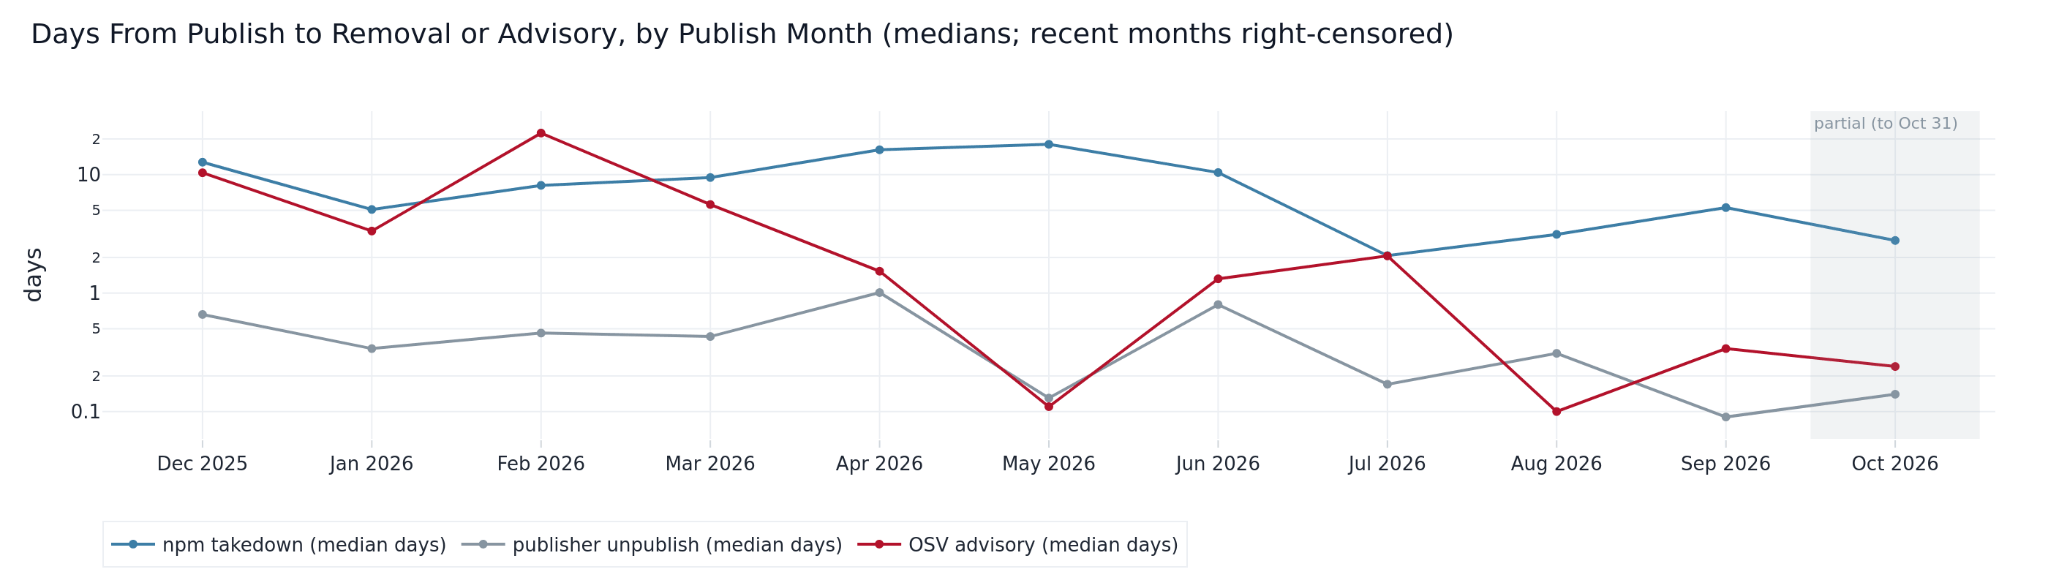 Days From Publish to Removal or Advisory, by Publish Month (medians; recent months right-censored)
partial (to Oct 31)
2
10
5
2
1
5
2
0.1
days
Dec 2025 Jan 2026 Feb 2026 Mar 2026 Apr 2026 May 2026 Jun 2026 Jul 2026 Aug 2026 Sep 2026 Oct 2026
npm takedown (median days) publisher unpublish (median days) OSV advisory (median days)